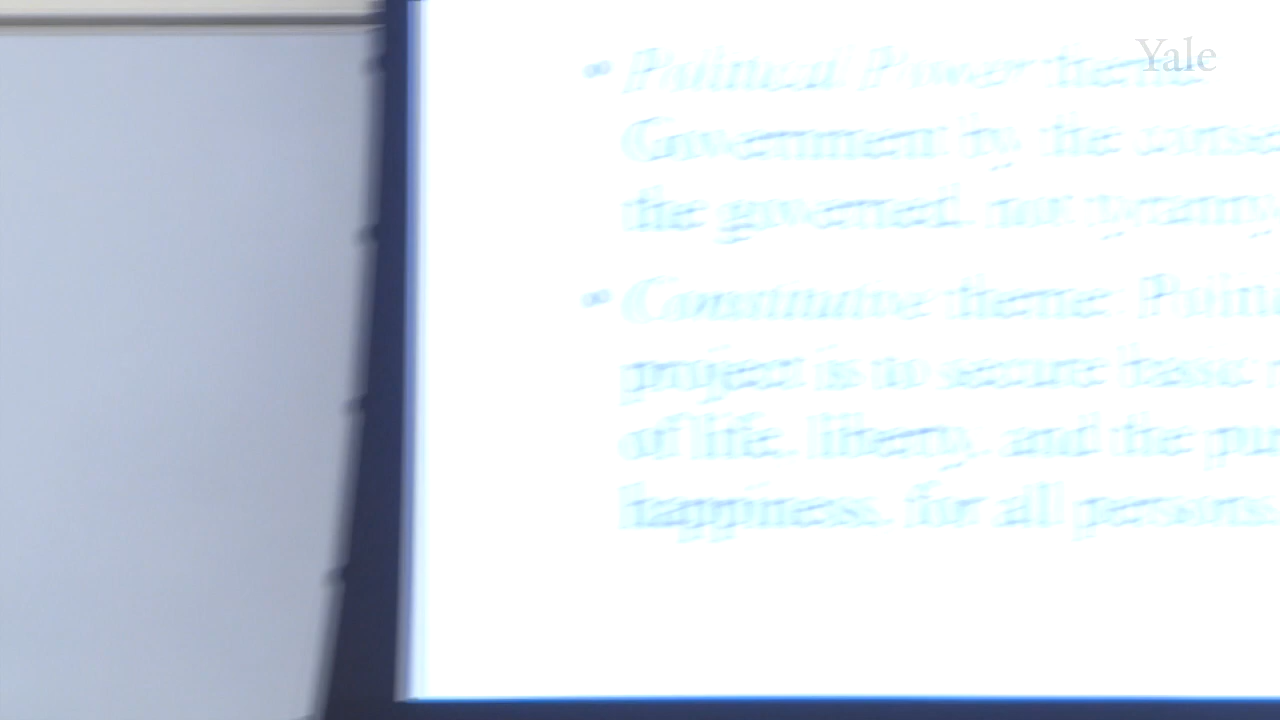 Yale
• Political Power theme
Government by the conse
the governed, not tyranny
• Constitutive theme: Politi
project is to secure basic r
of life, liberty, and the pu
happiness, for all persons.